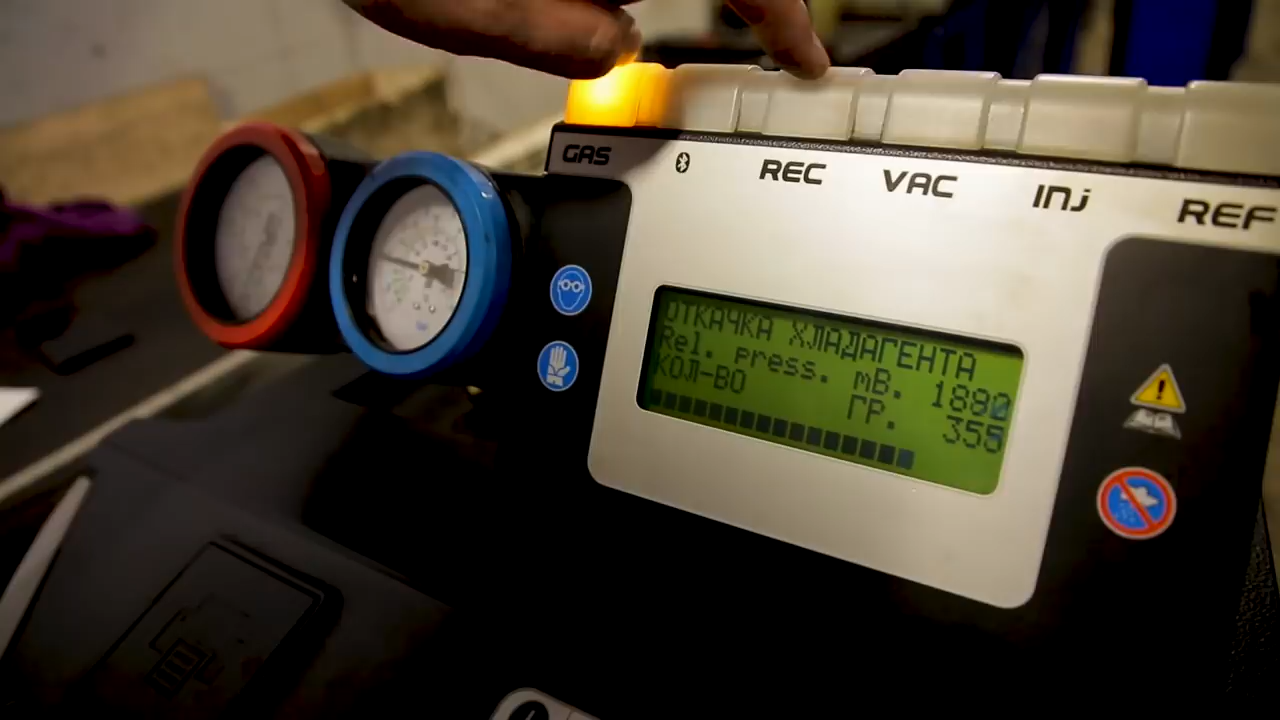 GAS
REC
VAC
INJ
REF
ОТКАЧКА ХЛАДАГЕНТА
Rel. press. mB. 1880
КОЛ-ВО ГР. 355